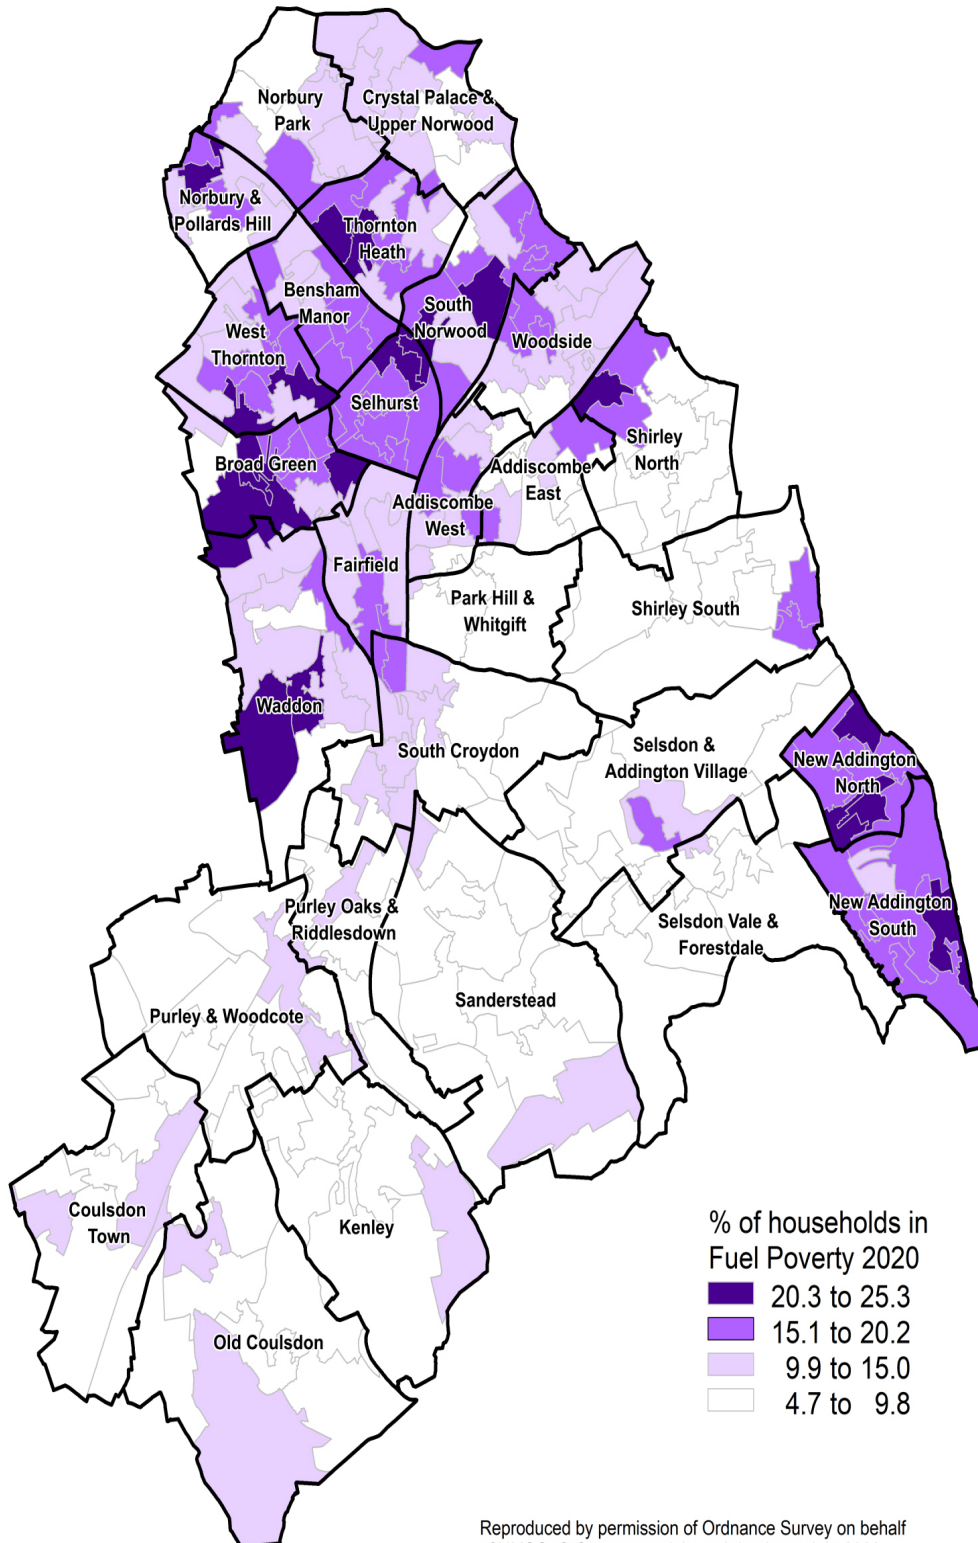 Norbury
Park
Crystal Palace &
Upper Norwood
Norbury &
Pollards Hill
Thornton
Heath
Bensham
Manor
South
Norwood
West
Thornton
Woodside
Selhurst
Shirley
North
Broad Green
Addiscombe
East
Addiscombe
West
Fairfield
Park Hill &
Whitgift
Shirley South
Waddon
South Croydon
Selsdon &
Addington Village
New Addington
North
Purley Oaks &
Riddlesdown
Selsdon Vale &
Forestdale
New Addington
South
Sanderstead
Purley & Woodcote
Coulsdon
Town
Kenley
Old Coulsdon
% of households in
Fuel Poverty 2020
20.3 to 25.3
15.1 to 20.2
9.9 to 15.0
4.7 to 9.8
Reproduced by permission of Ordnance Survey on behalf